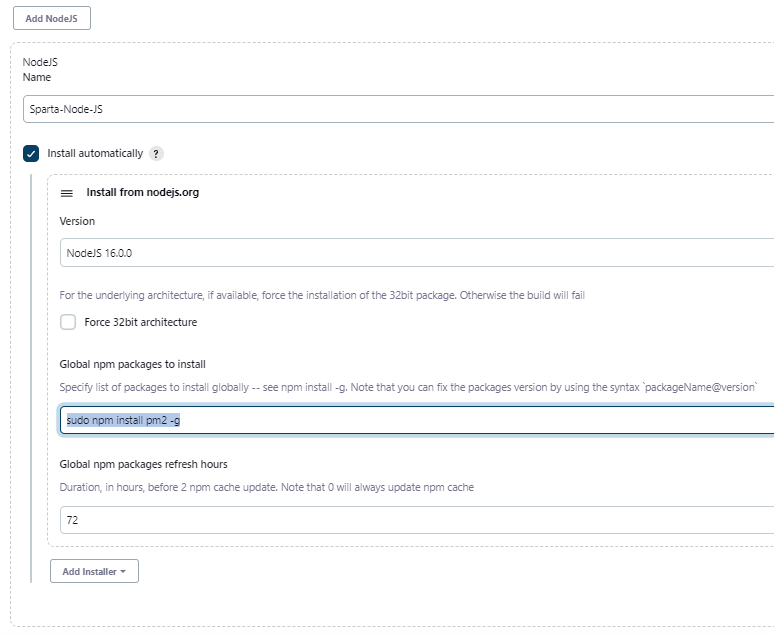 Add NodeJS
NodeJS
Name
Sparta-Node-JS
Install automatically ?
Install from nodejs.org
Version
NodeJS 16.0.0
For the underlying architecture, if available, force the installation of the 32bit package. Otherwise the build will fail
Force 32bit architecture
Global npm packages to install
Specify list of packages to install globally -- see npm install -g. Note that you can fix the packages version by using the syntax `packageName@version`
sudo npm install pm2 -g
Global npm packages refresh hours
Duration, in hours, before 2 npm cache update. Note that 0 will always update npm cache
72
Add Installer